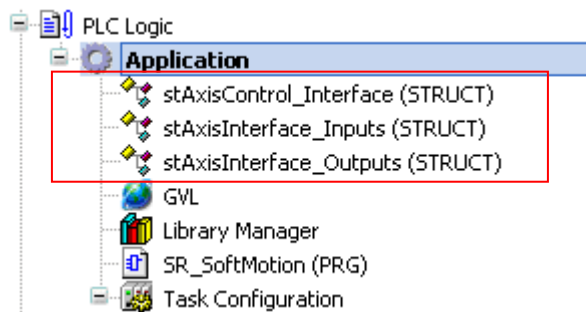 PLC Logic
Application
stAxisControl_Interface (STRUCT)
stAxisInterface_Inputs (STRUCT)
stAxisInterface_Outputs (STRUCT)
GVL
Library Manager
SR_SoftMotion (PRG)
Task Configuration